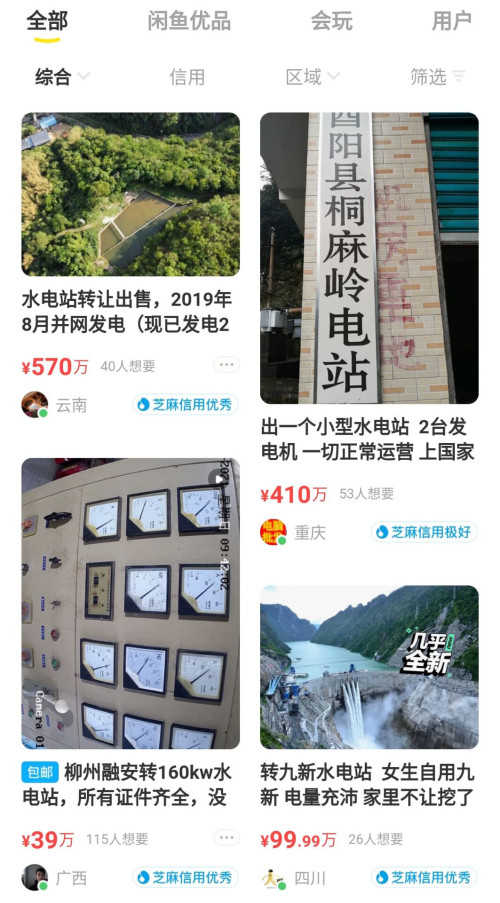 全部
闲鱼优品
会玩
用户
综合
信用
区域
筛选
水电站转让出售，2019年
8月并网发电（现已发电2
¥570万
40人想要
云南
芝麻信用优秀
酉阳县桐麻岭电站
出一个小型水电站 2台发
电机 一切正常运营 上国家
¥410万
53人想要
重庆
芝麻信用极好
09:42:02
Camera 01
包邮 柳州融安转160kw水
电站，所有证件齐全，没
¥39万
115人想要
广西
芝麻信用优秀
几乎
全新
转九新水电站 女生自用九
新 电量充沛 家里不让挖了
¥99.99万
26人想要
四川
芝麻信用优秀